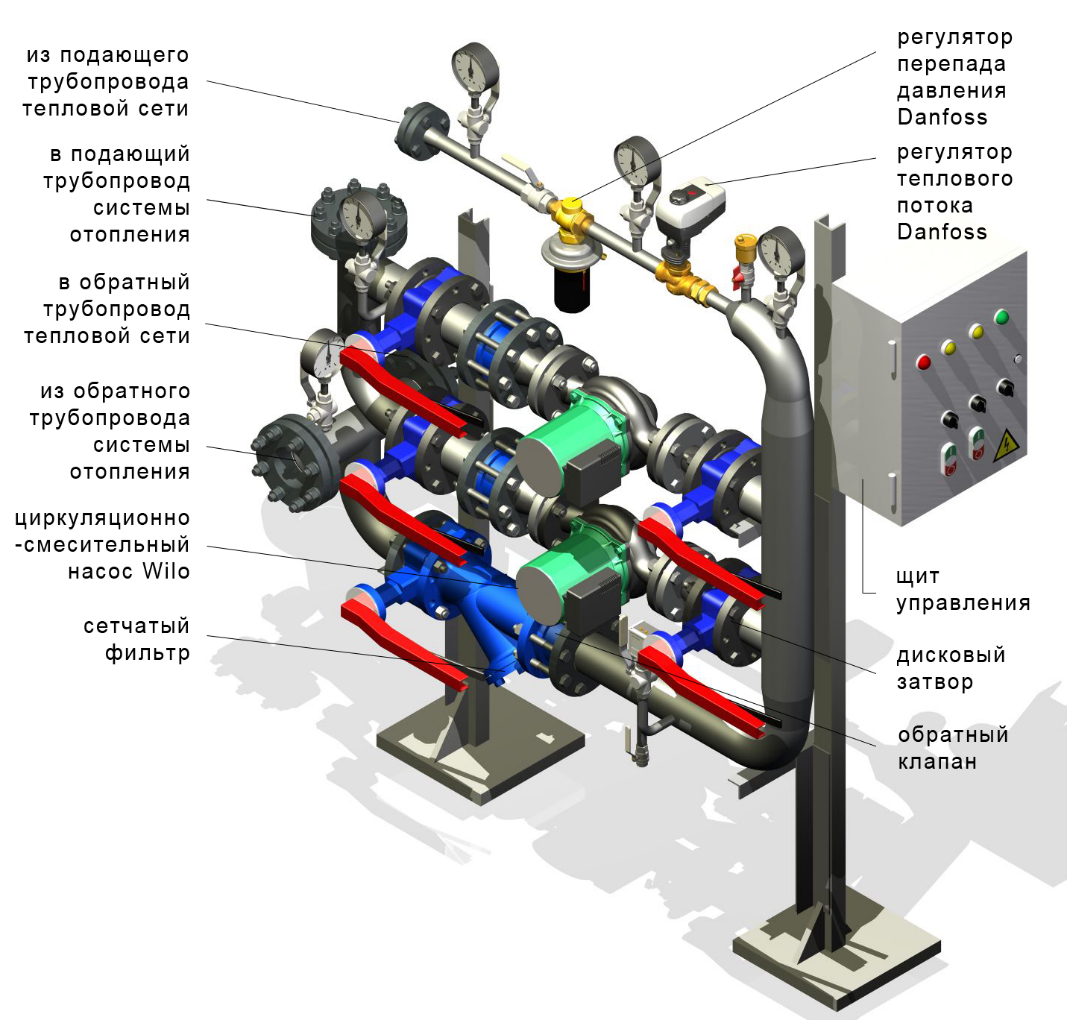 из подающего
трубопровода
тепловой сети
в подающий
трубопровод
системы
отопления
в обратный
трубопровод
тепловой сети
из обратного
трубопровода
системы
отопления
циркуляционно
-смесительный
насос Wilo
сетчатый
фильтр
регулятор
перепада
давления
Danfoss
регулятор
теплового
потока
Danfoss
щит
управления
дисковый
затвор
обратный
клапан